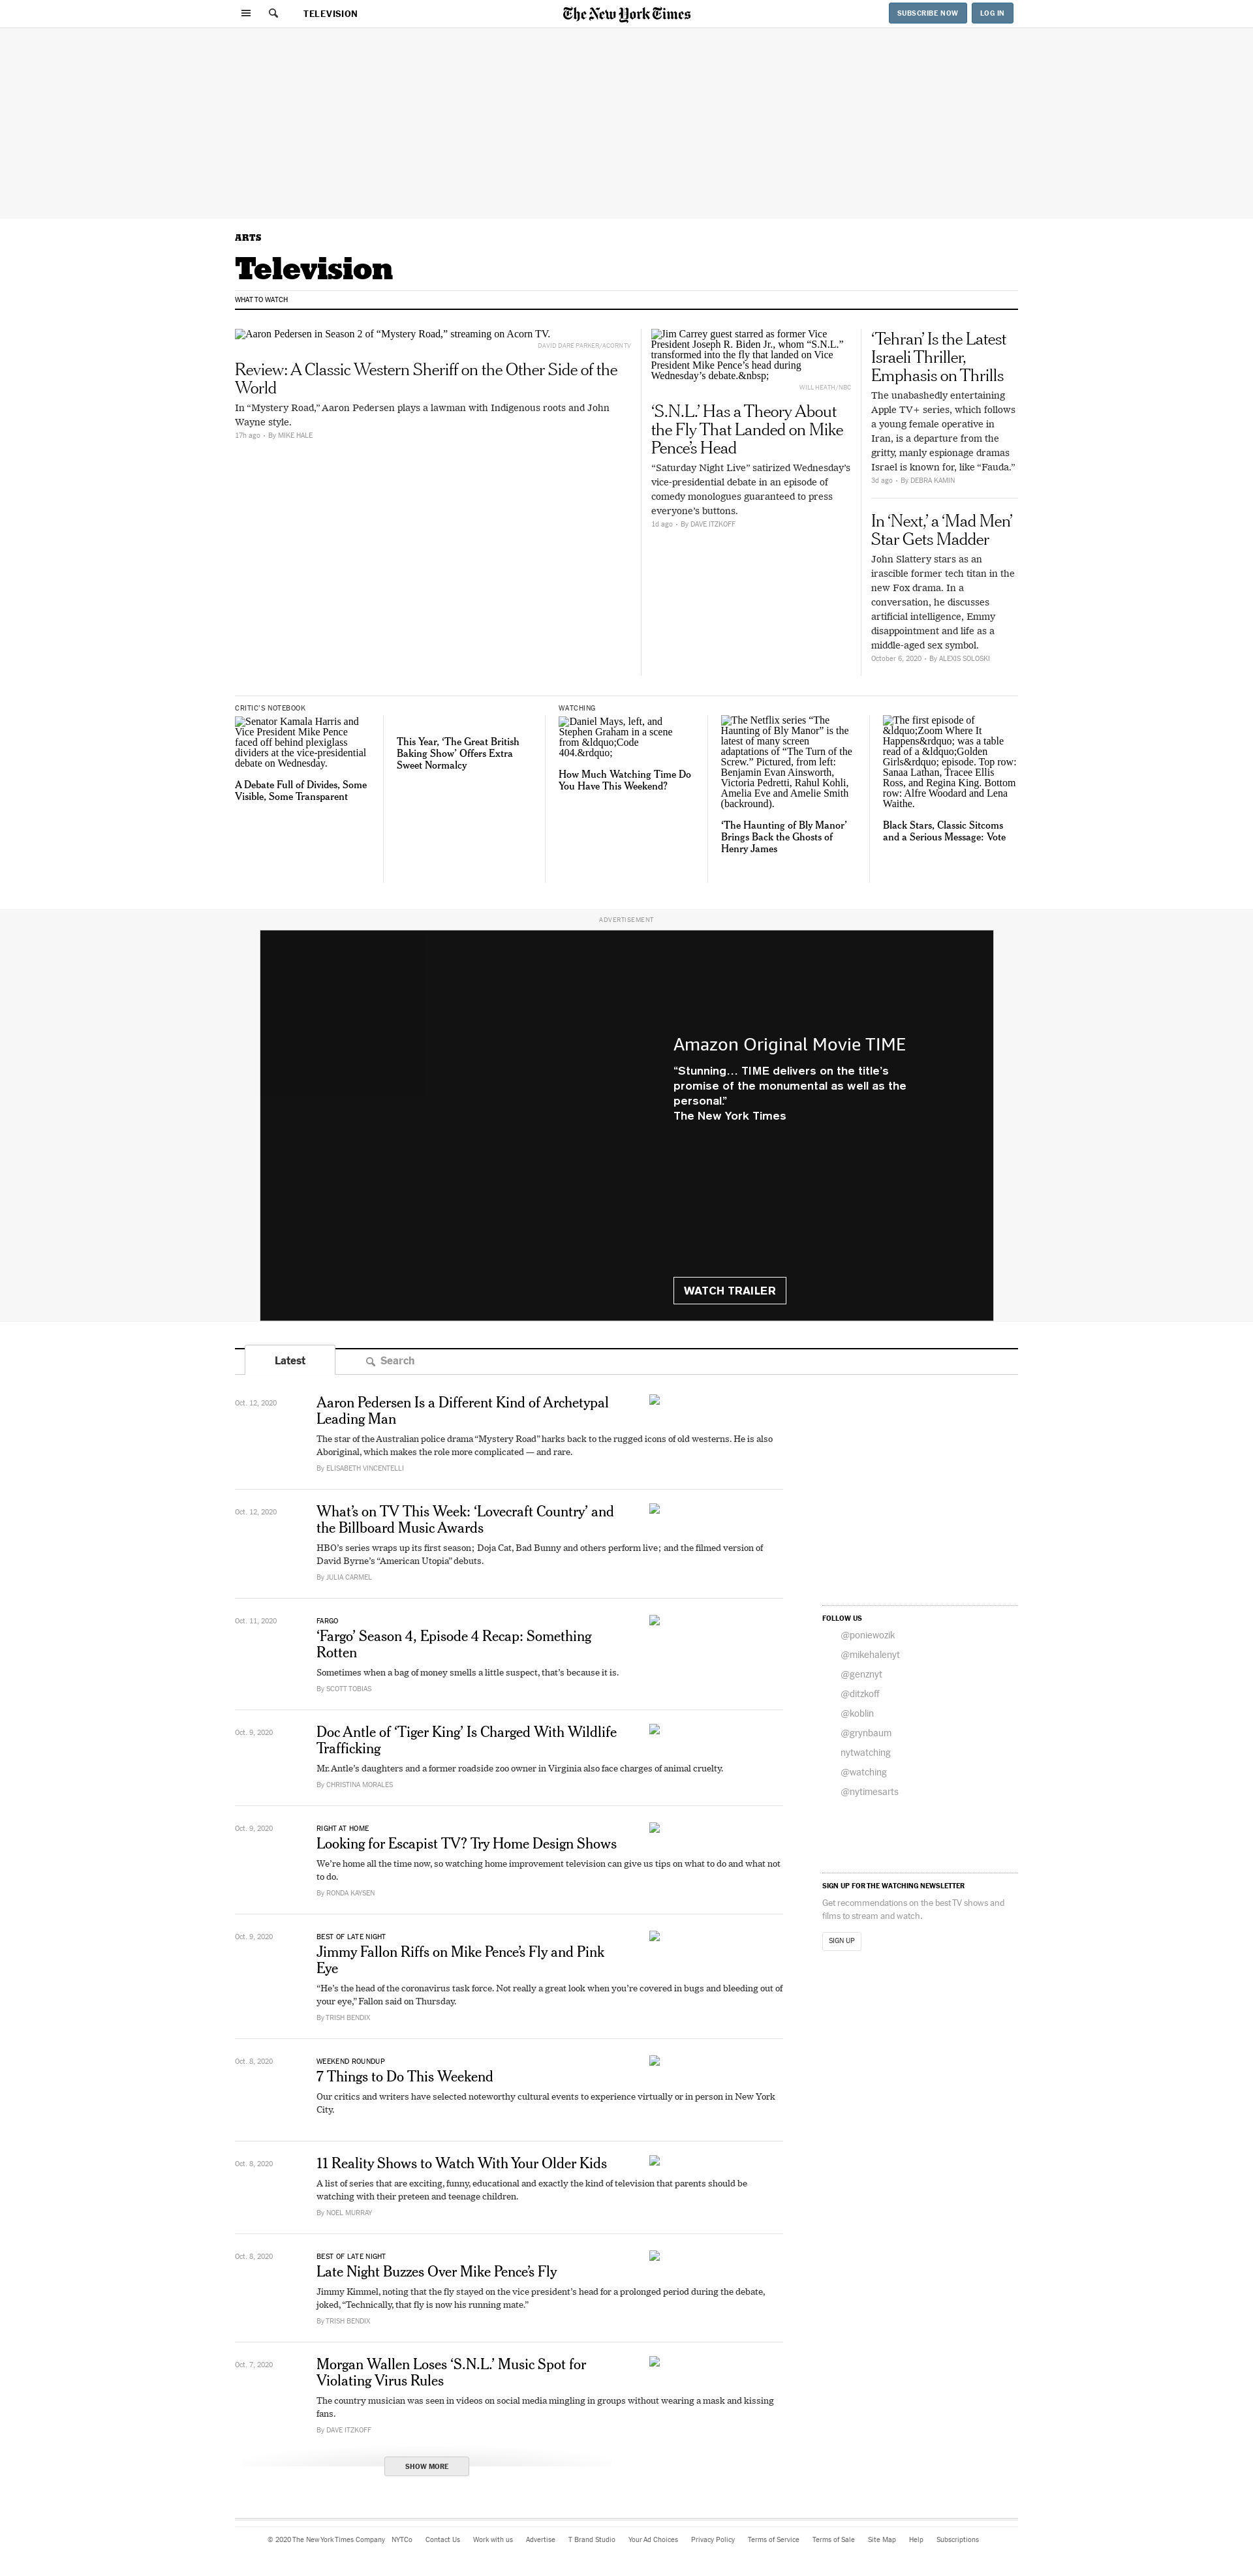 TELEVISION
The New York Times
SUBSCRIBE NOW
LOG IN
ARTS
Television
WHAT TO WATCH
Aaron Pedersen in Season 2 of “Mystery Road,” streaming on Acorn TV.
DAVID DARE PARKER/ACORN TV
Review: A Classic Western Sheriff on the Other Side of the
World
In “Mystery Road,” Aaron Pedersen plays a lawman with Indigenous roots and John
Wayne style.
17h ago • By MIKE HALE
Jim Carrey guest starred as former Vice
President Joseph R. Biden Jr., whom “S.N.L.”
transformed into the fly that landed on Vice
President Mike Pence’s head during
Wednesday’s debate.&nbsp;
WILL HEATH/NBC
‘S.N.L.’ Has a Theory About
the Fly That Landed on Mike
Pence’s Head
“Saturday Night Live” satirized Wednesday’s
vice-presidential debate in an episode of
comedy monologues guaranteed to press
everyone’s buttons.
1d ago • By DAVE ITZKOFF
‘Tehran’ Is the Latest
Israeli Thriller,
Emphasis on Thrills
The unabashedly entertaining
Apple TV+ series, which follows
a young female operative in
Iran, is a departure from the
gritty, manly espionage dramas
Israel is known for, like “Fauda.”
3d ago • By DEBRA KAMIN
In ‘Next,’ a ‘Mad Men’
Star Gets Madder
John Slattery stars as an
irascible former tech titan in the
new Fox drama. In a
conversation, he discusses
artificial intelligence, Emmy
disappointment and life as a
middle-aged sex symbol.
October 6, 2020 • By ALEXIS SOLOSKI
CRITIC’S NOTEBOOK
Senator Kamala Harris and
Vice President Mike Pence
faced off behind plexiglass
dividers at the vice-presidential
debate on Wednesday.
A Debate Full of Divides, Some
Visible, Some Transparent
This Year, ‘The Great British
Baking Show’ Offers Extra
Sweet Normalcy
WATCHING
Daniel Mays, left, and
Stephen Graham in a scene
from &ldquo;Code
404.&rdquo;
How Much Watching Time Do
You Have This Weekend?
The Netflix series “The
Haunting of Bly Manor” is the
latest of many screen
adaptations of “The Turn of the
Screw.” Pictured, from left:
Benjamin Evan Ainsworth,
Victoria Pedretti, Rahul Kohli,
Amelia Eve and Amelie Smith
(backround).
‘The Haunting of Bly Manor’
Brings Back the Ghosts of
Henry James
The first episode of
&ldquo;Zoom Where It
Happens&rdquo; was a table
read of a &ldquo;Golden
Girls&rdquo; episode. Top row:
Sanaa Lathan, Tracee Ellis
Ross, and Regina King. Bottom
row: Alfre Woodard and Lena
Waithe.
Black Stars, Classic Sitcoms
and a Serious Message: Vote
ADVERTISEMENT
Amazon Original Movie TIME
“Stunning… TIME delivers on the title’s
promise of the monumental as well as the
personal.”
The New York Times
WATCH TRAILER
Latest
Search
Oct. 12, 2020
Aaron Pedersen Is a Different Kind of Archetypal
Leading Man
The star of the Australian police drama “Mystery Road” harks back to the rugged icons of old westerns. He is also
Aboriginal, which makes the role more complicated — and rare.
By ELISABETH VINCENTELLI
Oct. 12, 2020
What’s on TV This Week: ‘Lovecraft Country’ and
the Billboard Music Awards
HBO’s series wraps up its first season; Doja Cat, Bad Bunny and others perform live; and the filmed version of
David Byrne’s “American Utopia” debuts.
By JULIA CARMEL
Oct. 11, 2020
FARGO
‘Fargo’ Season 4, Episode 4 Recap: Something
Rotten
Sometimes when a bag of money smells a little suspect, that’s because it is.
By SCOTT TOBIAS
Oct. 9, 2020
Doc Antle of ‘Tiger King’ Is Charged With Wildlife
Trafficking
Mr. Antle’s daughters and a former roadside zoo owner in Virginia also face charges of animal cruelty.
By CHRISTINA MORALES
Oct. 9, 2020
RIGHT AT HOME
Looking for Escapist TV? Try Home Design Shows
We’re home all the time now, so watching home improvement television can give us tips on what to do and what not
to do.
By RONDA KAYSEN
Oct. 9, 2020
BEST OF LATE NIGHT
Jimmy Fallon Riffs on Mike Pence’s Fly and Pink
Eye
“He’s the head of the coronavirus task force. Not really a great look when you’re covered in bugs and bleeding out of
your eye,” Fallon said on Thursday.
By TRISH BENDIX
Oct. 8, 2020
WEEKEND ROUNDUP
7 Things to Do This Weekend
Our critics and writers have selected noteworthy cultural events to experience virtually or in person in New York
City.
Oct. 8, 2020
11 Reality Shows to Watch With Your Older Kids
A list of series that are exciting, funny, educational and exactly the kind of television that parents should be
watching with their preteen and teenage children.
By NOEL MURRAY
Oct. 8, 2020
BEST OF LATE NIGHT
Late Night Buzzes Over Mike Pence’s Fly
Jimmy Kimmel, noting that the fly stayed on the vice president’s head for a prolonged period during the debate,
joked, “Technically, that fly is now his running mate.”
By TRISH BENDIX
Oct. 7, 2020
Morgan Wallen Loses ‘S.N.L.’ Music Spot for
Violating Virus Rules
The country musician was seen in videos on social media mingling in groups without wearing a mask and kissing
fans.
By DAVE ITZKOFF
SHOW MORE
FOLLOW US
@poniewozik
@mikehalenyt
@genznyt
@ditzkoff
@koblin
@grynbaum
nytwatching
@watching
@nytimesarts
SIGN UP FOR THE WATCHING NEWSLETTER
Get recommendations on the best TV shows and
films to stream and watch.
SIGN UP
© 2020 The New York Times Company NYTCo Contact Us Work with us Advertise T Brand Studio Your Ad Choices Privacy Policy Terms of Service Terms of Sale Site Map Help Subscriptions